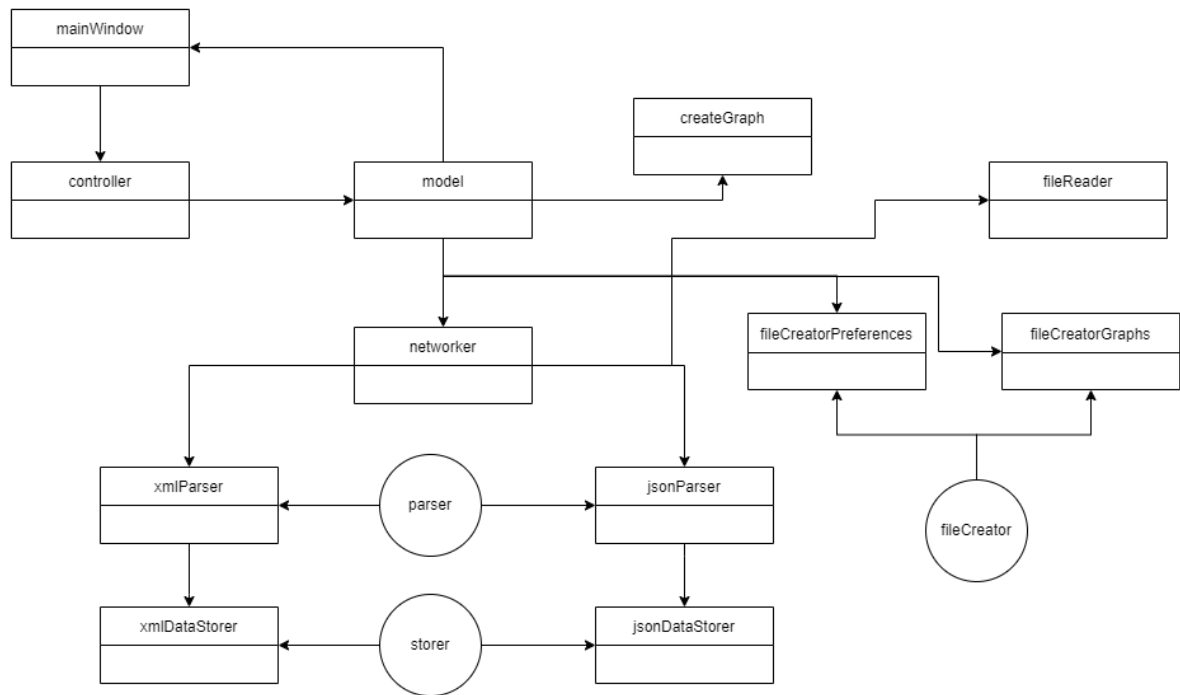 mainWindow
createGraph
controller
model
fileReader
fileCreatorPreferences
fileCreatorGraphs
networker
xmlParser
parser
jsonParser
fileCreator
xmlDataStorer
storer
jsonDataStorer